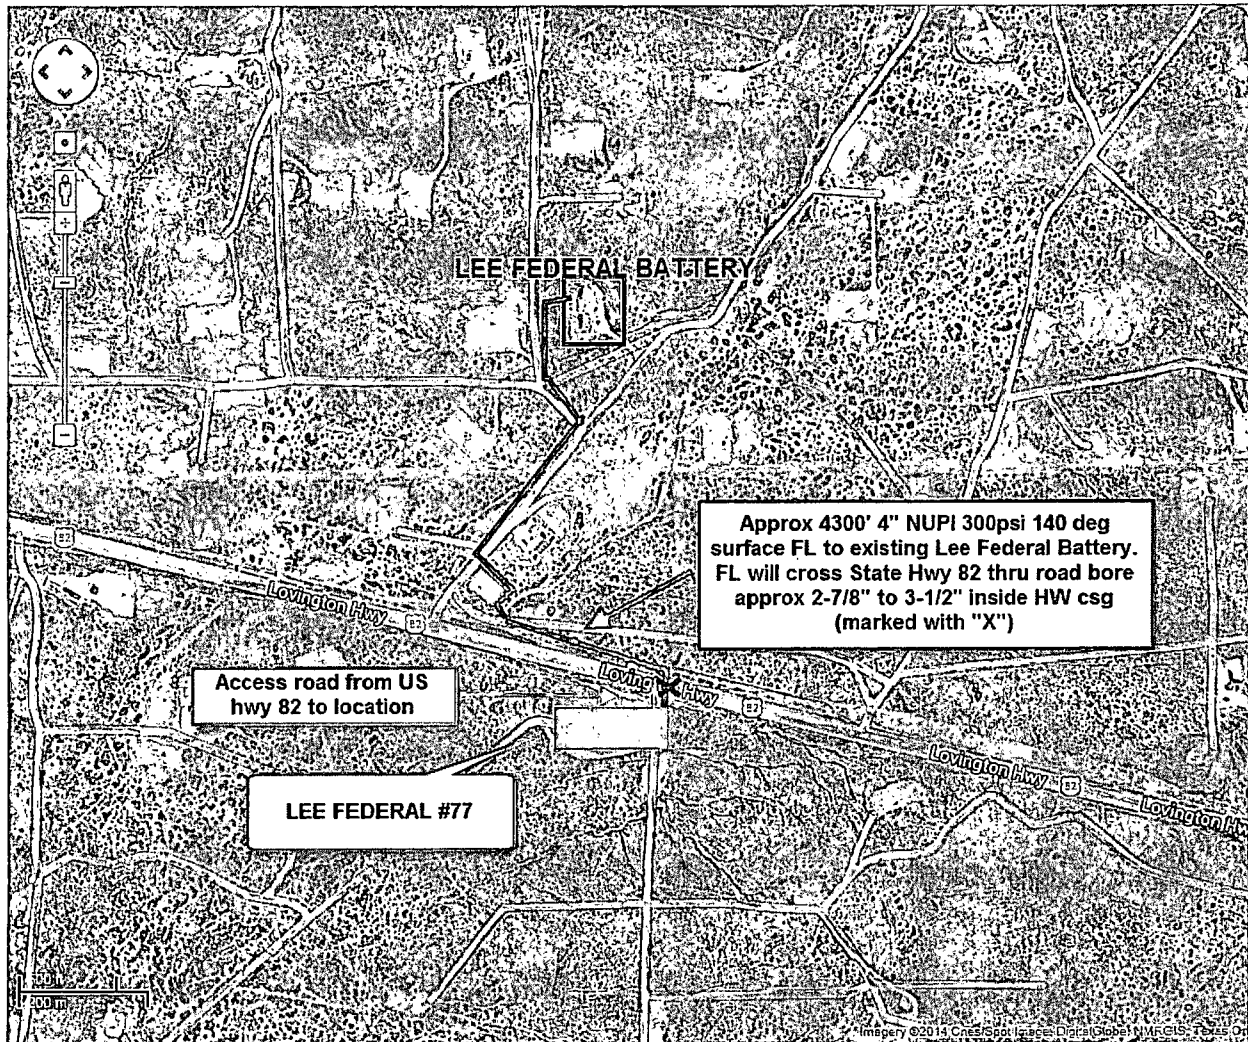 LEE FEDERAL BATTERY
Approx 4300' 4" NUPI 300psi 140 deg
surface FL to existing Lee Federal Battery.
FL will cross State Hwy 82 thru road bore
approx 2-7/8" to 3-1/2" inside HW csg
(marked with "X")
82
Lovington Hwy
82
Access road from US
hwy 82 to location
Loving
Hwy
82
LEE FEDERAL #77
Lovington Hwy
82
Lovington Hw
200 m
Imagery ©2014 Cnes/Spot Image, DigitalGlobe, NMRGIS, Texas Or